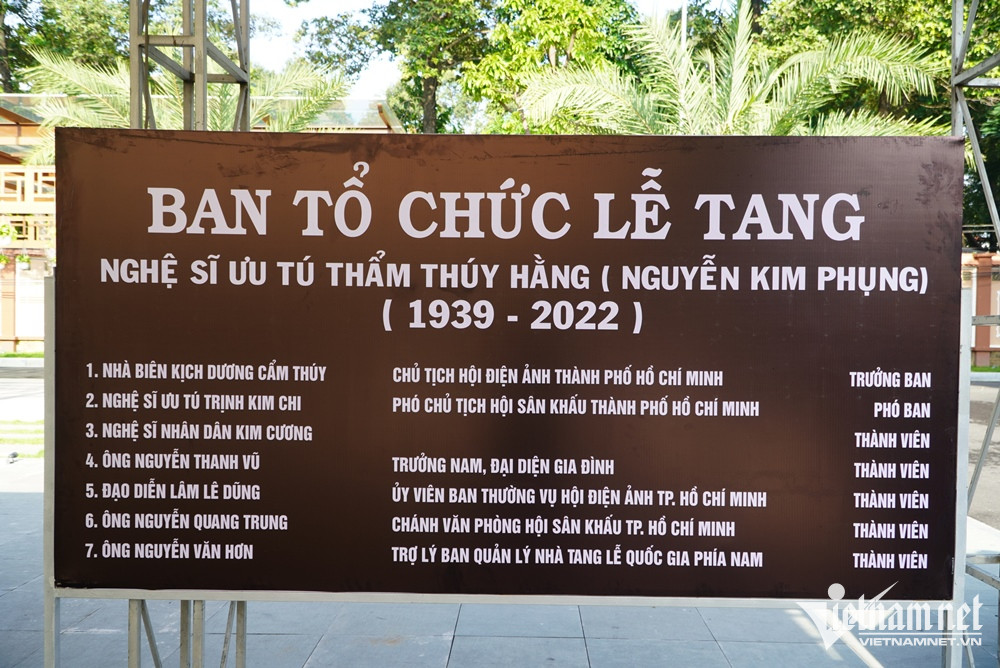 BAN TỔ CHỨC LỄ TANG
NGHỆ SĨ ƯU TÚ THẨM THÚY HẰNG ( NGUYỄN KIM PHỤNG)
( 1939 - 2022 )
1. NHÀ BIÊN KỊCH DƯƠNG CẨM THÚY CHỦ TỊCH HỘI ĐIỆN ẢNH THÀNH PHỐ HỒ CHÍ MINH TRƯỞNG BAN
2. NGHỆ SĨ ƯU TÚ TRỊNH KIM CHI PHÓ CHỦ TỊCH HỘI SÂN KHẤU THÀNH PHỐ HỒ CHÍ MINH PHÓ BAN
3. NGHỆ SĨ NHÂN DÂN KIM CƯƠNG THÀNH VIÊN
4. ÔNG NGUYỄN THANH VŨ TRƯỞNG NAM, ĐẠI DIỆN GIA ĐÌNH THÀNH VIÊN
5. ĐẠO DIỄN LÂM LÊ DŨNG ỦY VIÊN BAN THƯỜNG VỤ HỘI ĐIỆN ẢNH TP. HỒ CHÍ MINH THÀNH VIÊN
6. ÔNG NGUYỄN QUANG TRUNG CHÁNH VĂN PHÒNG HỘI SÂN KHẤU TP. HỒ CHÍ MINH THÀNH VIÊN
7. ÔNG NGUYỄN VĂN HƠN TRỢ LÝ BAN QUẢN LÝ NHÀ TANG LỄ QUỐC GIA PHÍA NAM THÀNH VIÊN
Vietnam.net
VIETNAMNET.VN